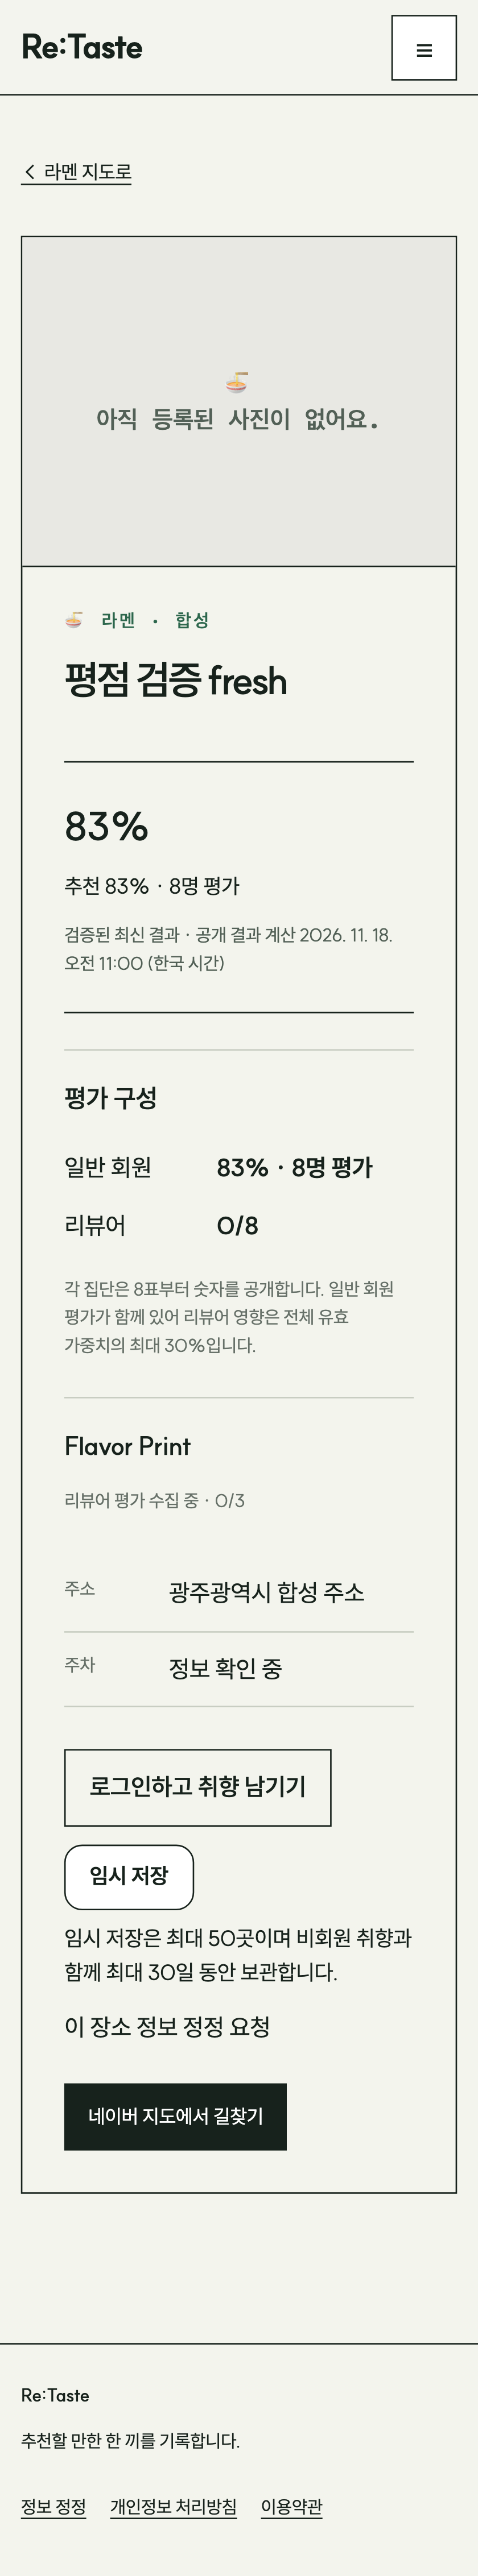 Re:Taste
라멘 지도로
아직 등록된 사진이 없어요.
라멘 · 합성
평점 검증 fresh
83%
추천 83% · 8명 평가
검증된 최신 결과 · 공개 결과 계산 2026. 11. 18.
오전 11:00 (한국 시간)
평가 구성
일반 회원 83% · 8명 평가
리뷰어 0/8
각 집단은 8표부터 숫자를 공개합니다. 일반 회원
평가가 함께 있어 리뷰어 영향은 전체 유효
가중치의 최대 30%입니다.
Flavor Print
리뷰어 평가 수집 중 · 0/3
주소 광주광역시 합성 주소
주차 정보 확인 중
로그인하고 취향 남기기
임시 저장
임시 저장은 최대 50곳이며 비회원 취향과
함께 최대 30일 동안 보관합니다.
이 장소 정보 정정 요청
네이버 지도에서 길찾기
Re:Taste
추천할 만한 한 끼를 기록합니다.
정보 정정 개인정보 처리방침 이용약관